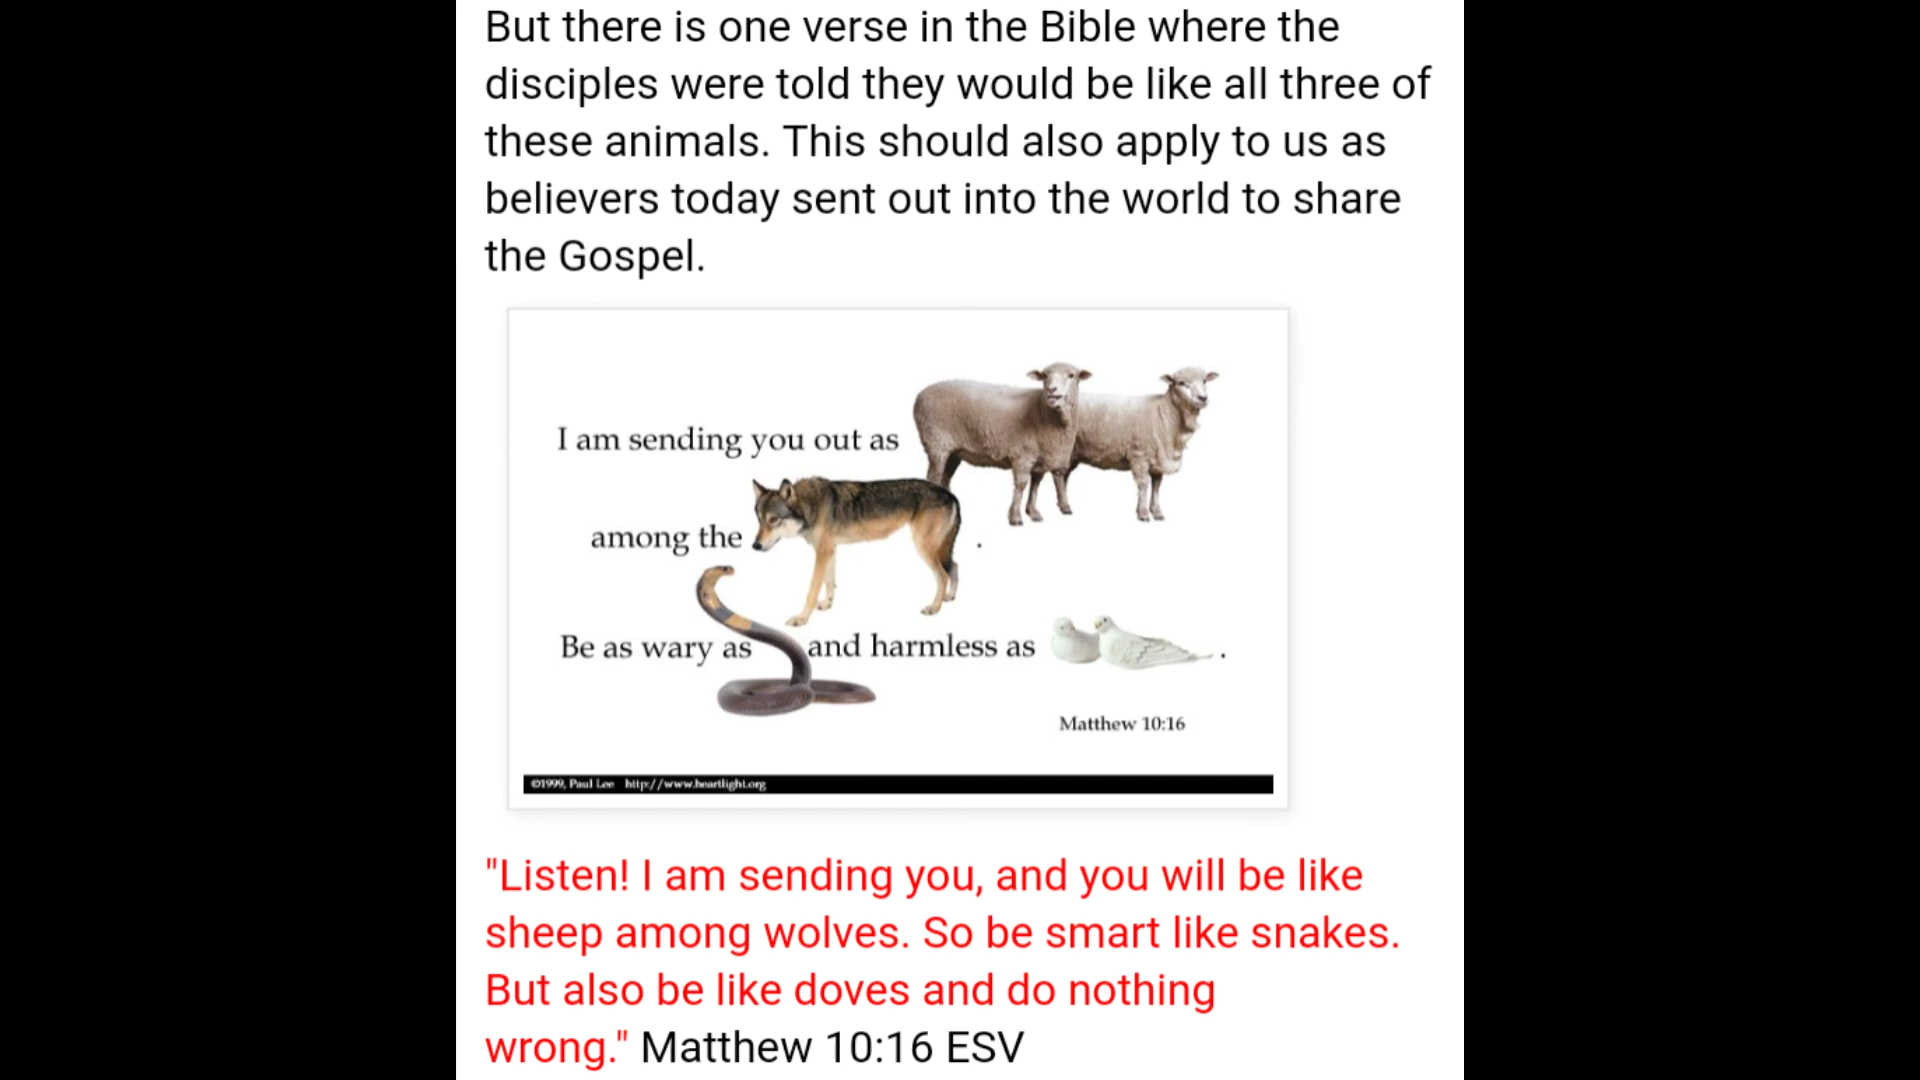 But there is one verse in the Bible where the
disciples were told they would be like all three of
these animals. This should also apply to us as
believers today sent out into the world to share
the Gospel.
I am sending you out as
among the .
Be as wary as and harmless as .
Matthew 10:16
©1999, Paul Lee http://www.heartlight.org
"Listen! I am sending you, and you will be like
sheep among wolves. So be smart like snakes.
But also be like doves and do nothing
wrong." Matthew 10:16 ESV